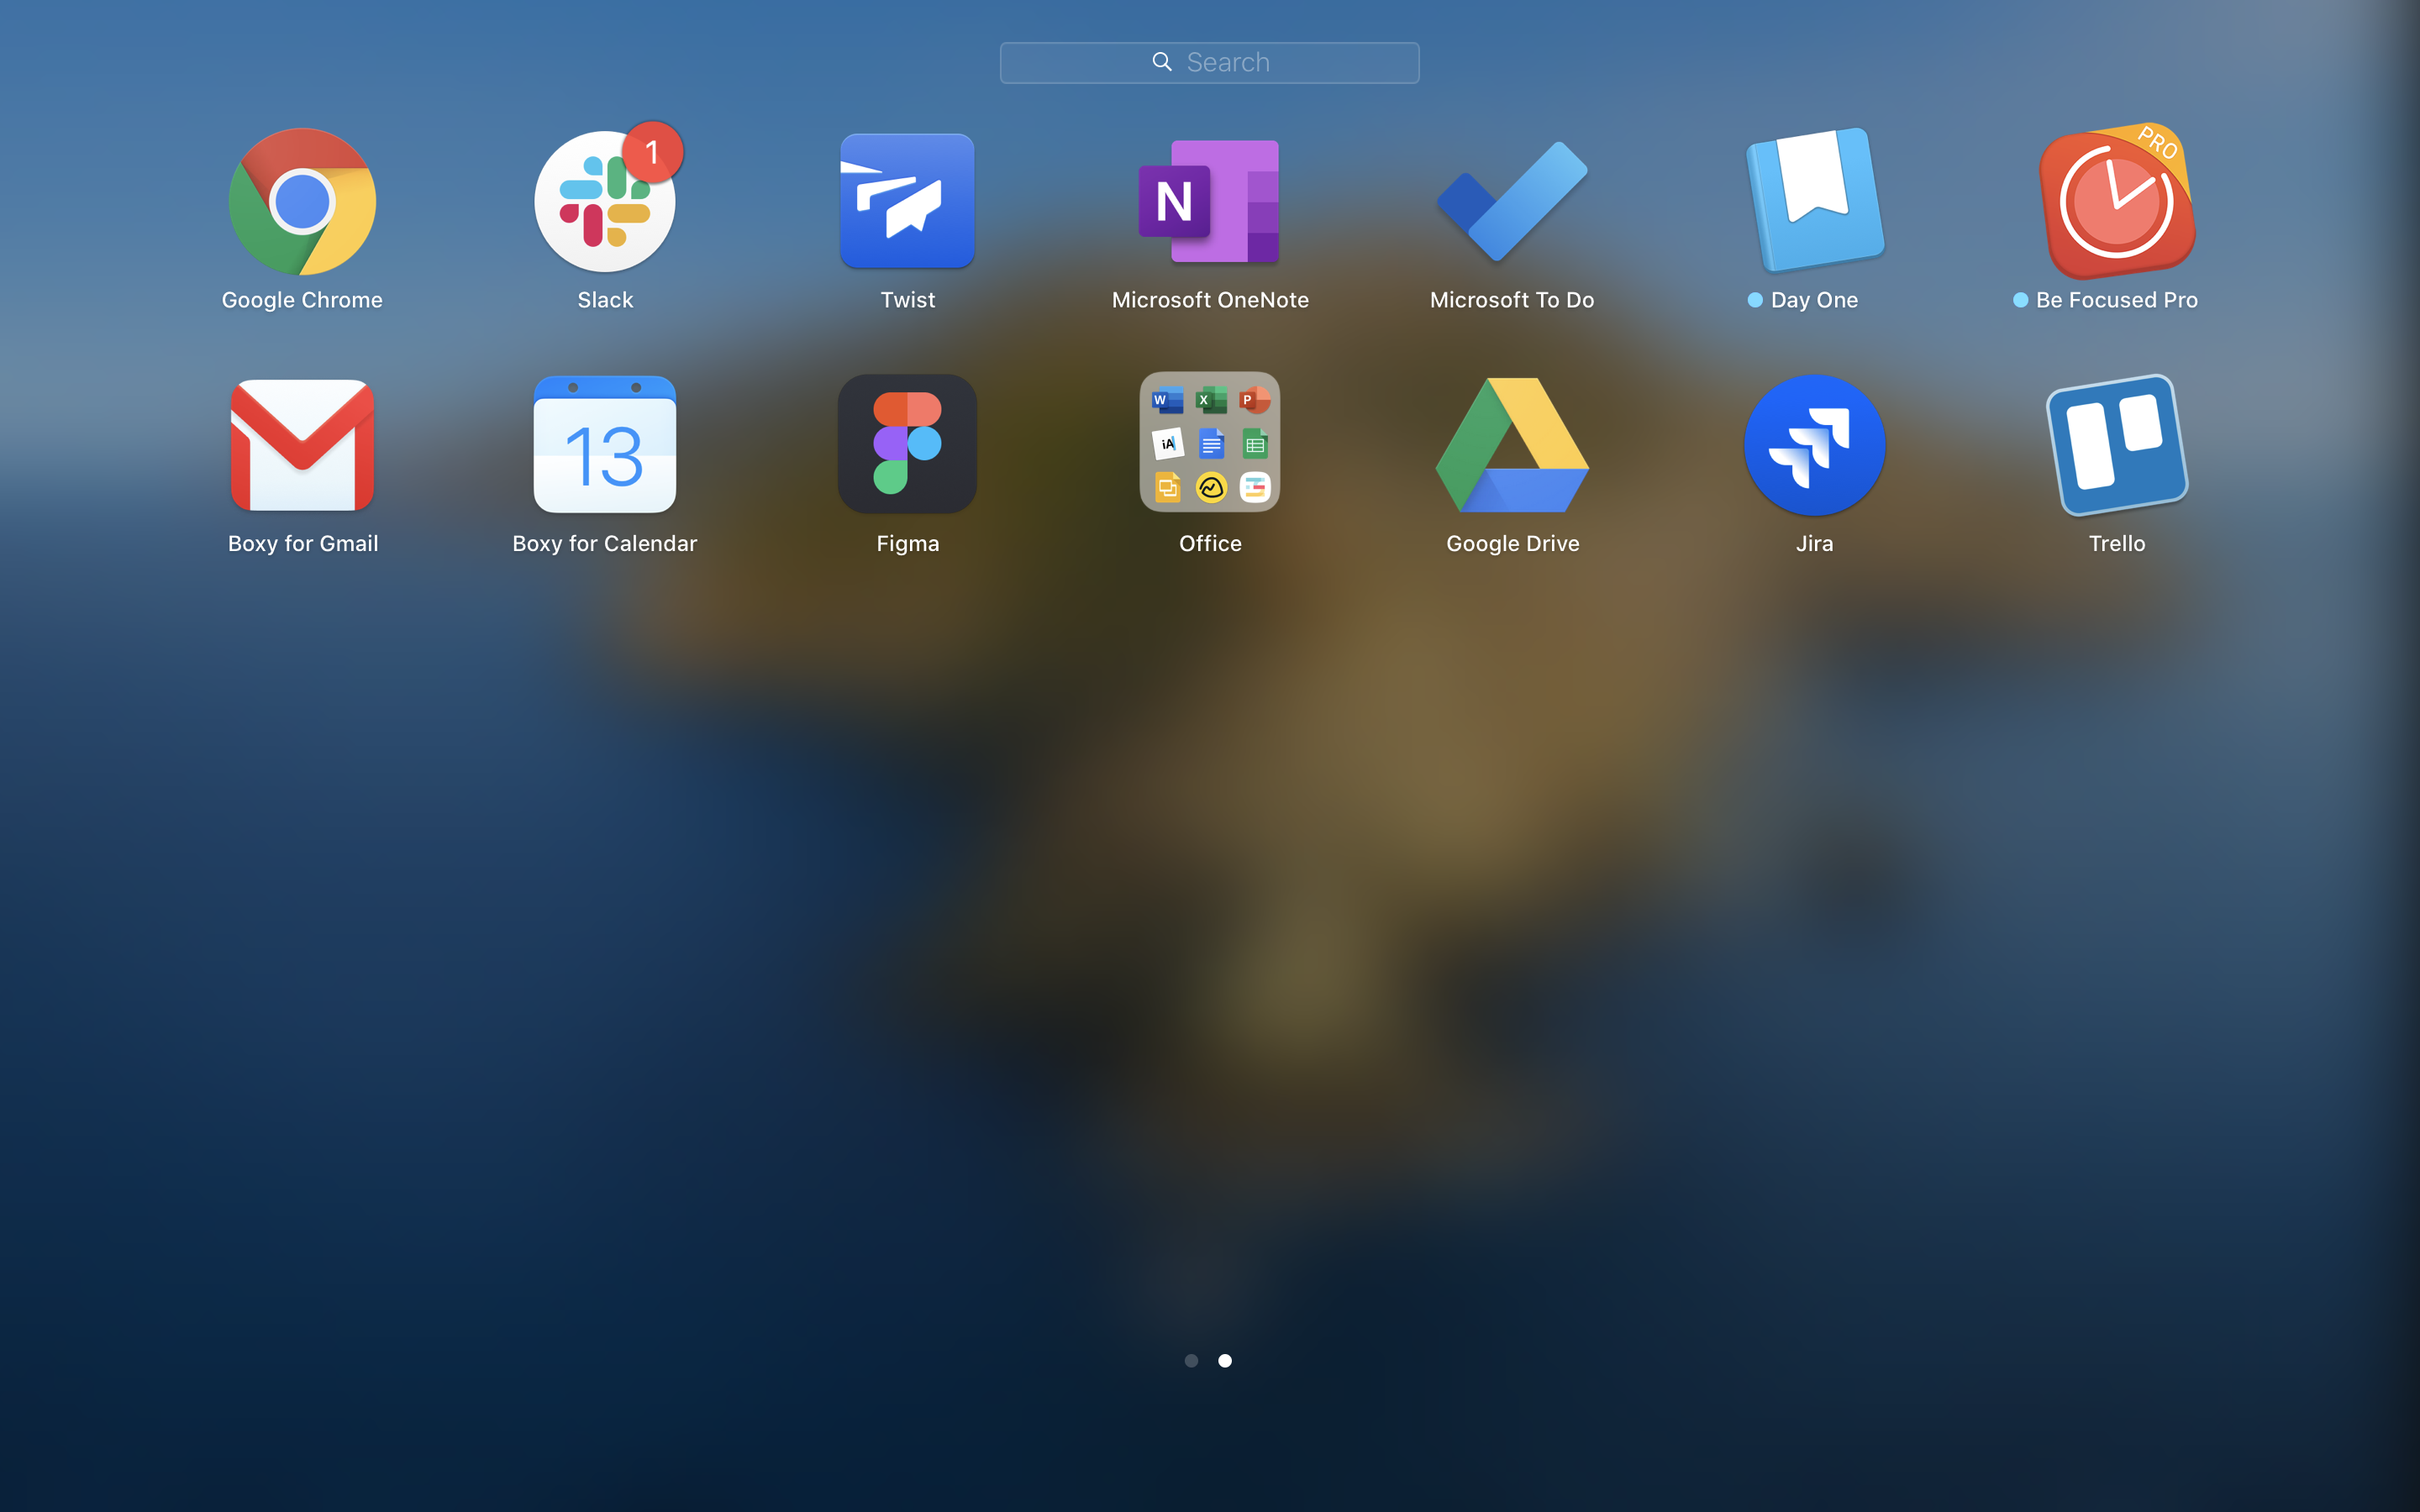 Search
1
PRO
N
Google Chrome
Slack
Twist
Microsoft OneNote
Microsoft To Do
Day One
Be Focused Pro
13
W
X
P
iA
Boxy for Gmail
Boxy for Calendar
Figma
Office
Google Drive
Jira
Trello